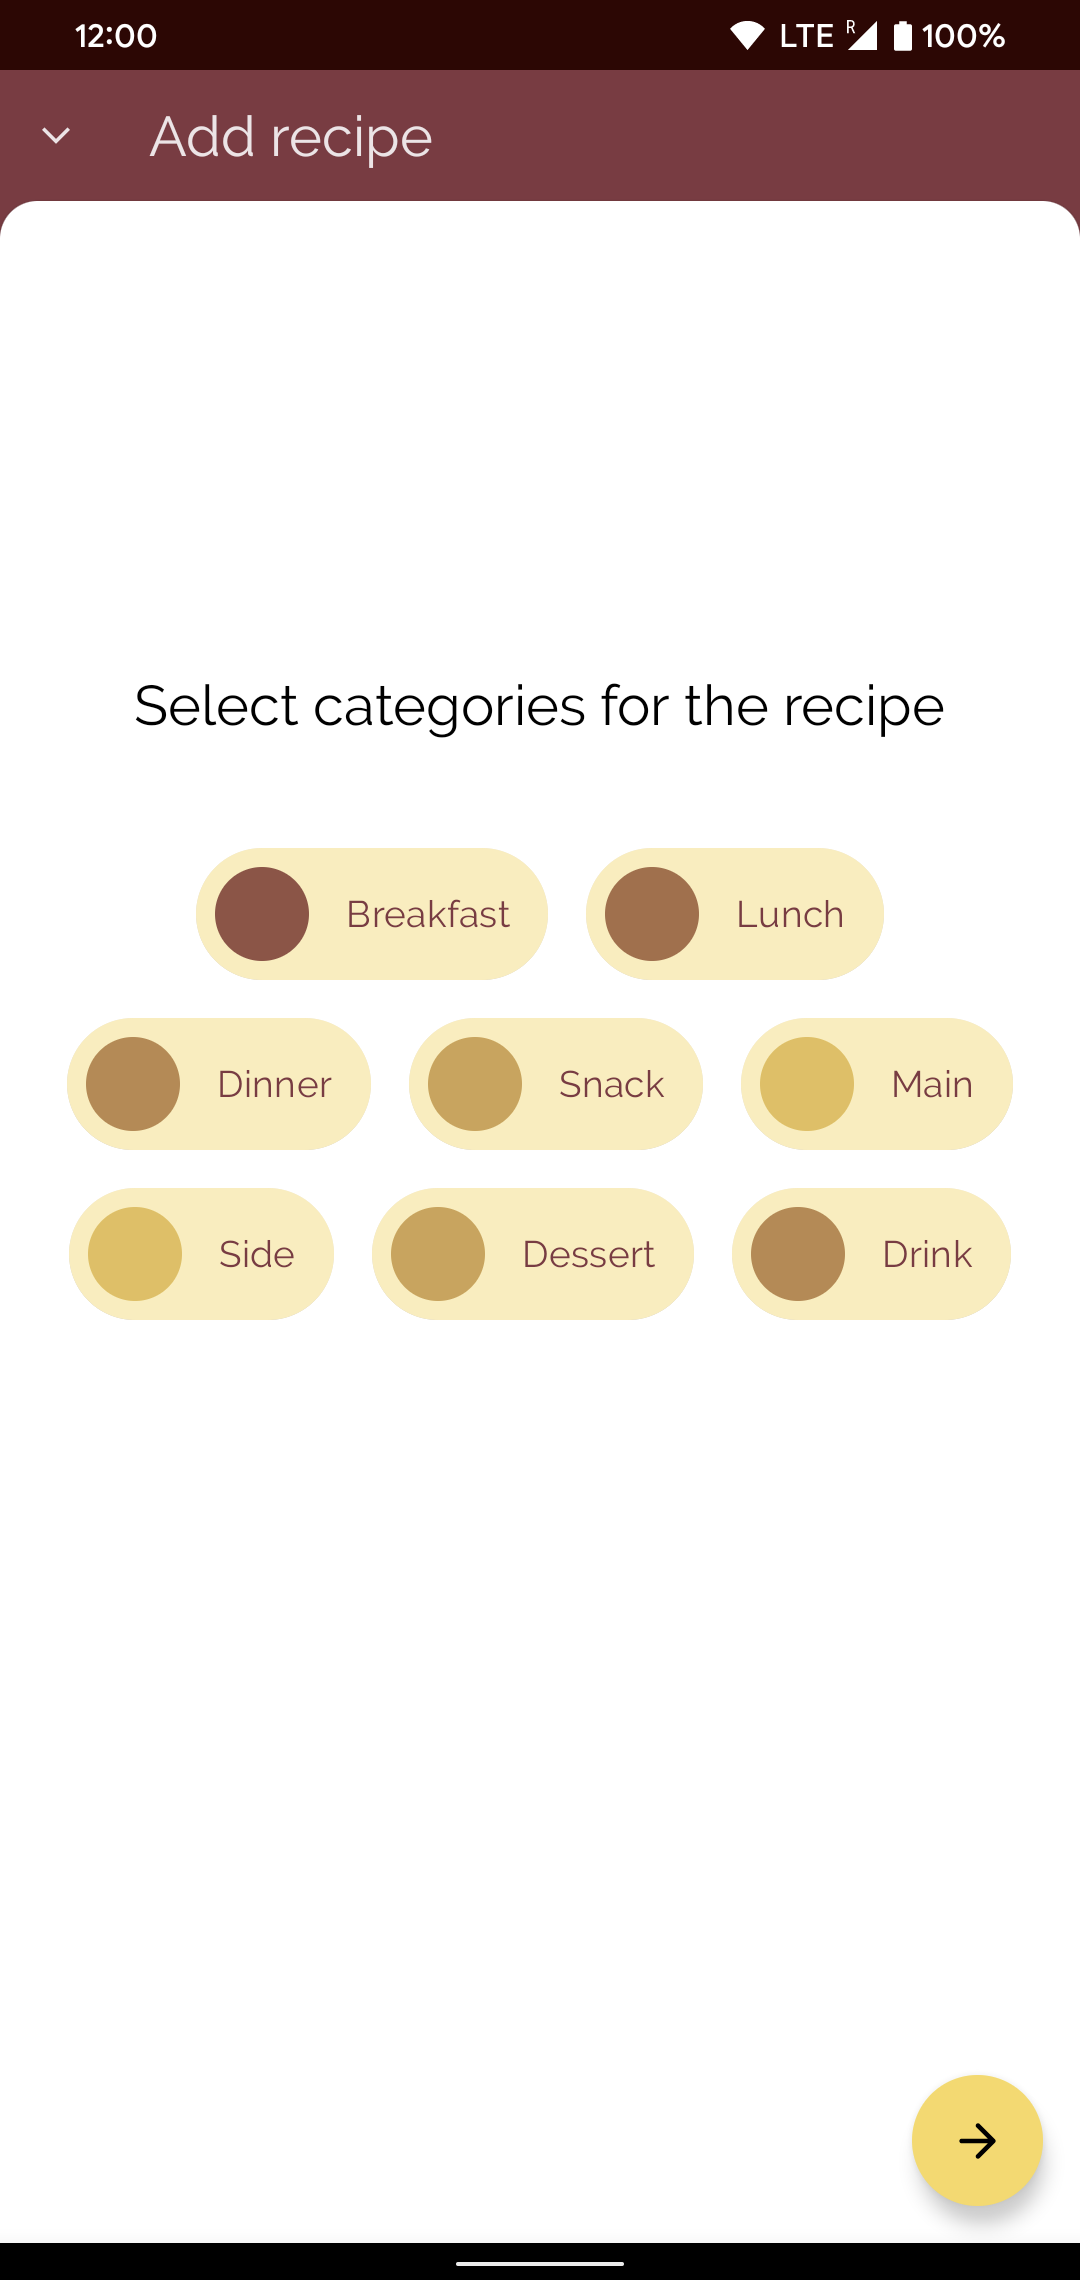 12:00 LTE R 100%
Add recipe
Select categories for the recipe
Breakfast Lunch
Dinner Snack Main
Side Dessert Drink